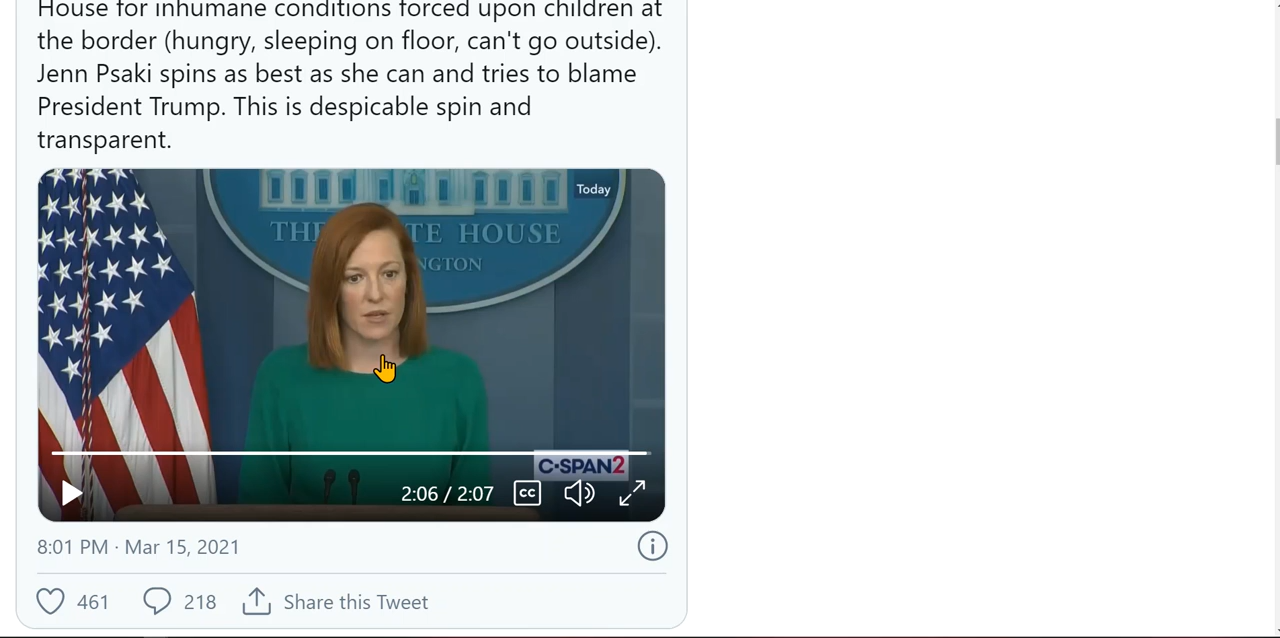 House for inhumane conditions forced upon children at
the border (hungry, sleeping on floor, can't go outside).
Jenn Psaki spins as best as she can and tries to blame
President Trump. This is despicable spin and
transparent.
Today
THE TE HOUSE
NGTON
C-SPAN2
2:06 / 2:07
CC
8:01 PM · Mar 15, 2021
461
218
Share this Tweet